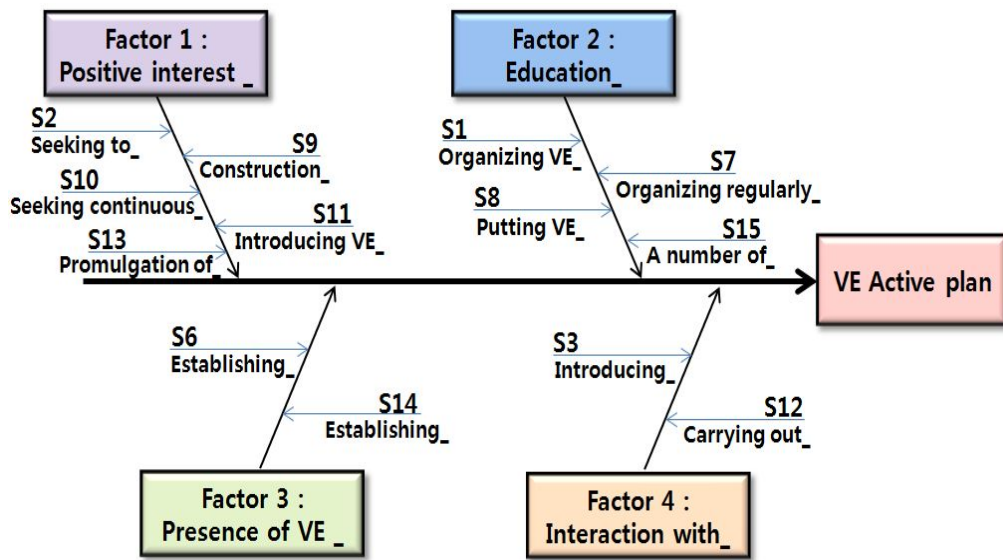 Factor 1 :
Positive interest _
S2
Seeking to_
S9
Construction_
S10
Seeking continuous_
S11
Introducing VE_
S13
Promulgation of_
Factor 2 :
Education_
S1
Organizing VE_
S7
Organizing regularly_
S8
Putting VE_
S15
A number of_
VE Active plan
S6
Establishing_
S14
Establishing_
Factor 3 :
Presence of VE _
S3
Introducing_
S12
Carrying out_
Factor 4 :
Interaction with_